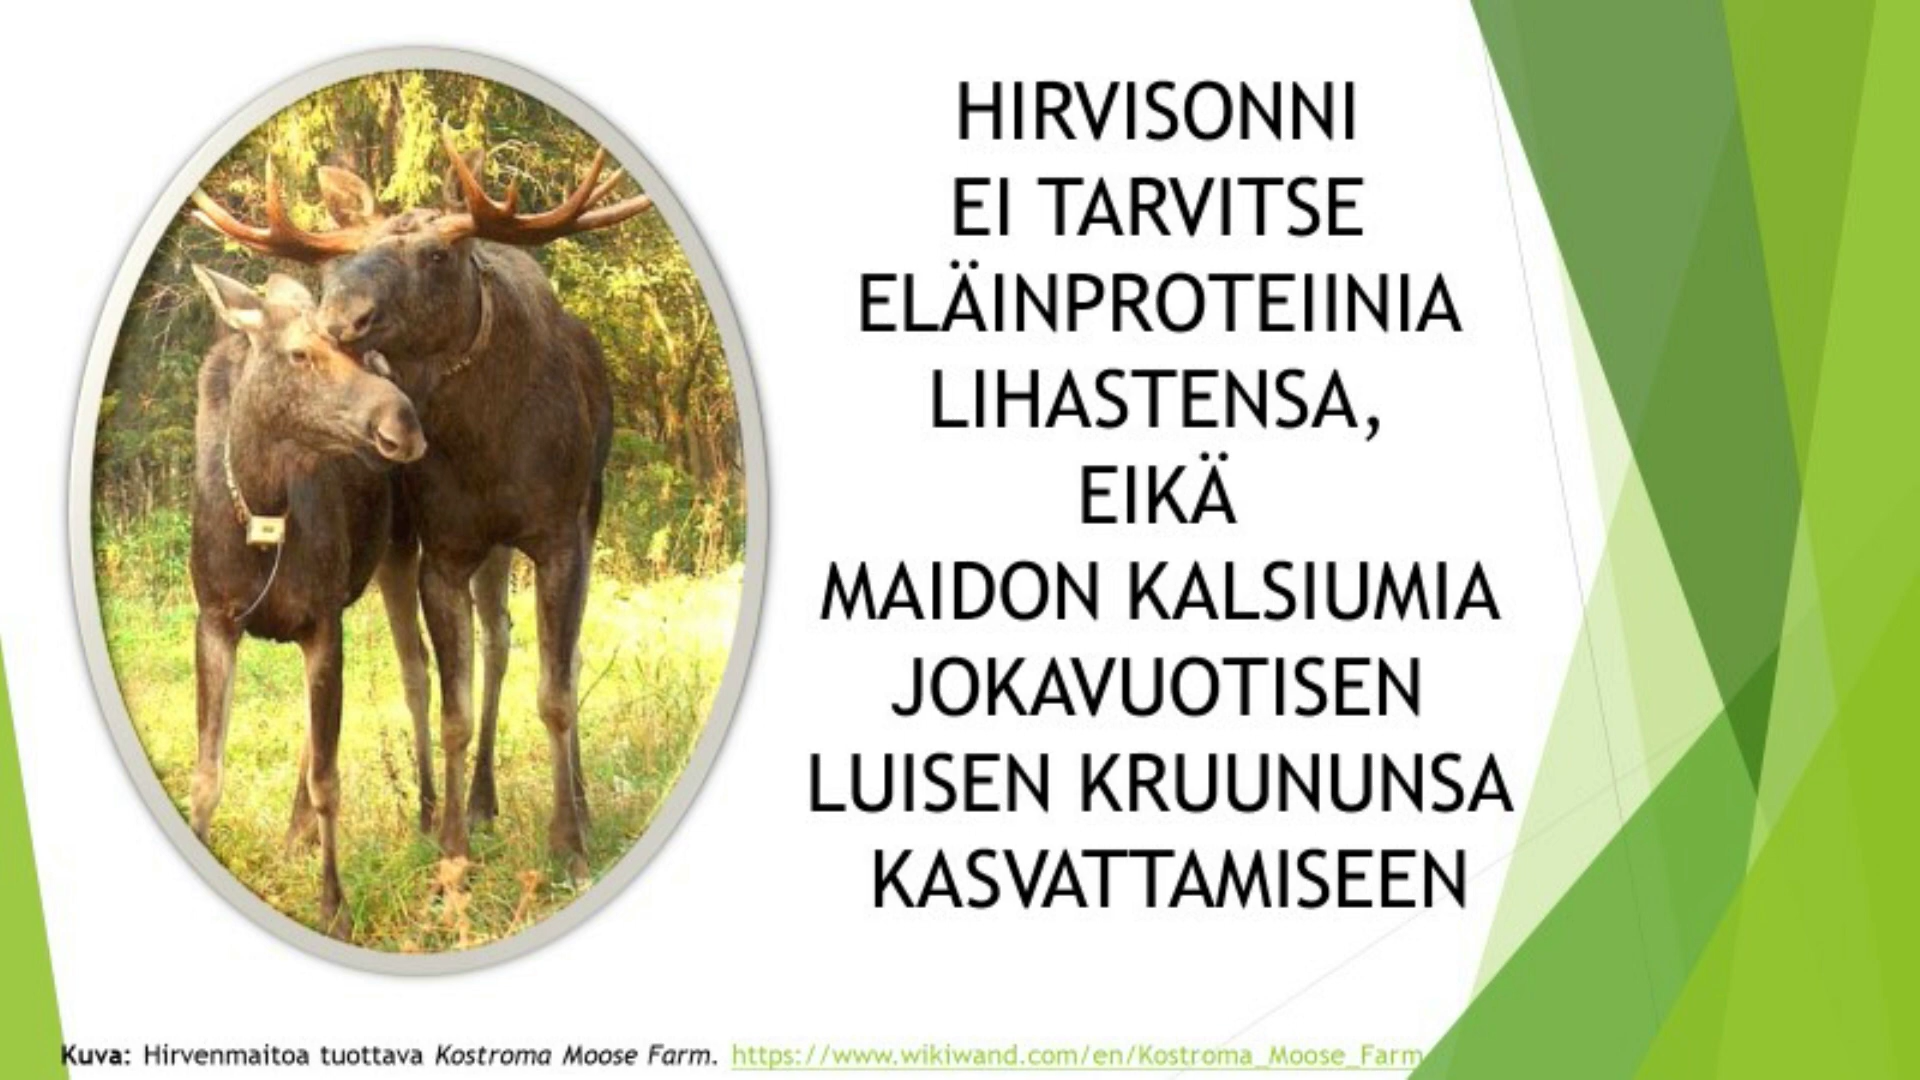 HIRVISONNI
EI TARVITSE
ELÄINPROTEIINIA
LIHASTENSA,
EIKÄ
MAIDON KALSIUMIA
JOKAVUOTISEN
LUISEN KRUUNUNSA
KASVATTAMISEEN
Kuva: Hirvenmaitoa tuottava Kostroma Moose Farm. https://www.wikiwand.com/en/Kostroma_Moose_Farm